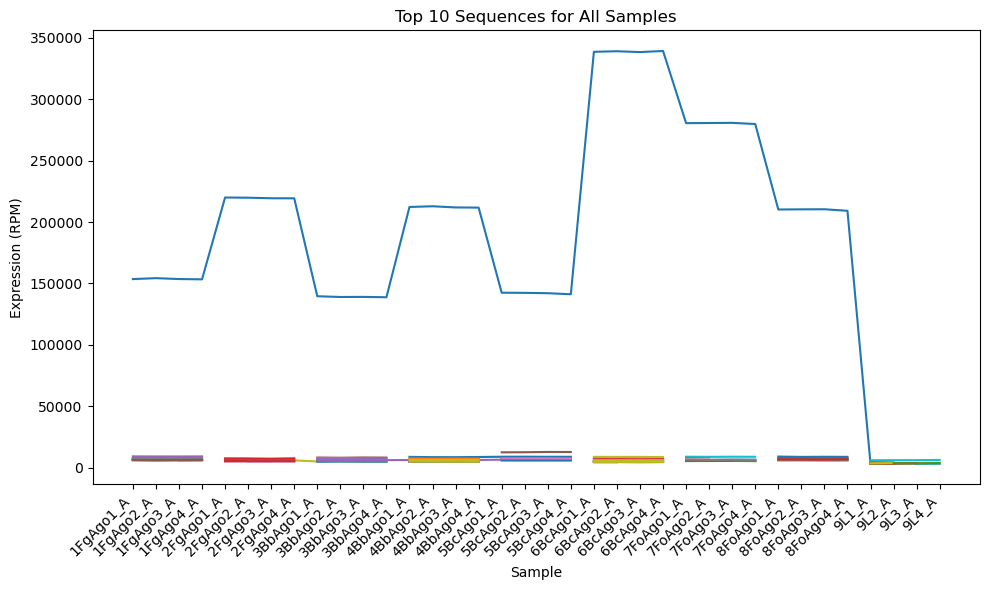 Top 10 Sequences for All Samples
Expression (RPM)
350000
300000
250000
200000
150000
100000
50000
0
1FgAgo1_A
1FgAgo2_A
1FgAgo3_A
1FgAgo4_A
2FgAgo1_A
2FgAgo2_A
2FgAgo3_A
2FgAgo4_A
3BbAgo1_A
3BbAgo2_A
3BbAgo3_A
3BbAgo4_A
4BbAgo1_A
4BbAgo2_A
4BbAgo3_A
4BbAgo4_A
5BcAgo1_A
5BcAgo2_A
5BcAgo3_A
5BcAgo4_A
6BcAgo1_A
6BcAgo2_A
6BcAgo3_A
6BcAgo4_A
7FoAgo1_A
7FoAgo2_A
7FoAgo3_A
7FoAgo4_A
8FoAgo1_A
8FoAgo2_A
8FoAgo3_A
8FoAgo4_A
9L1_A
9L2_A
9L3_A
9L4_A
Sample